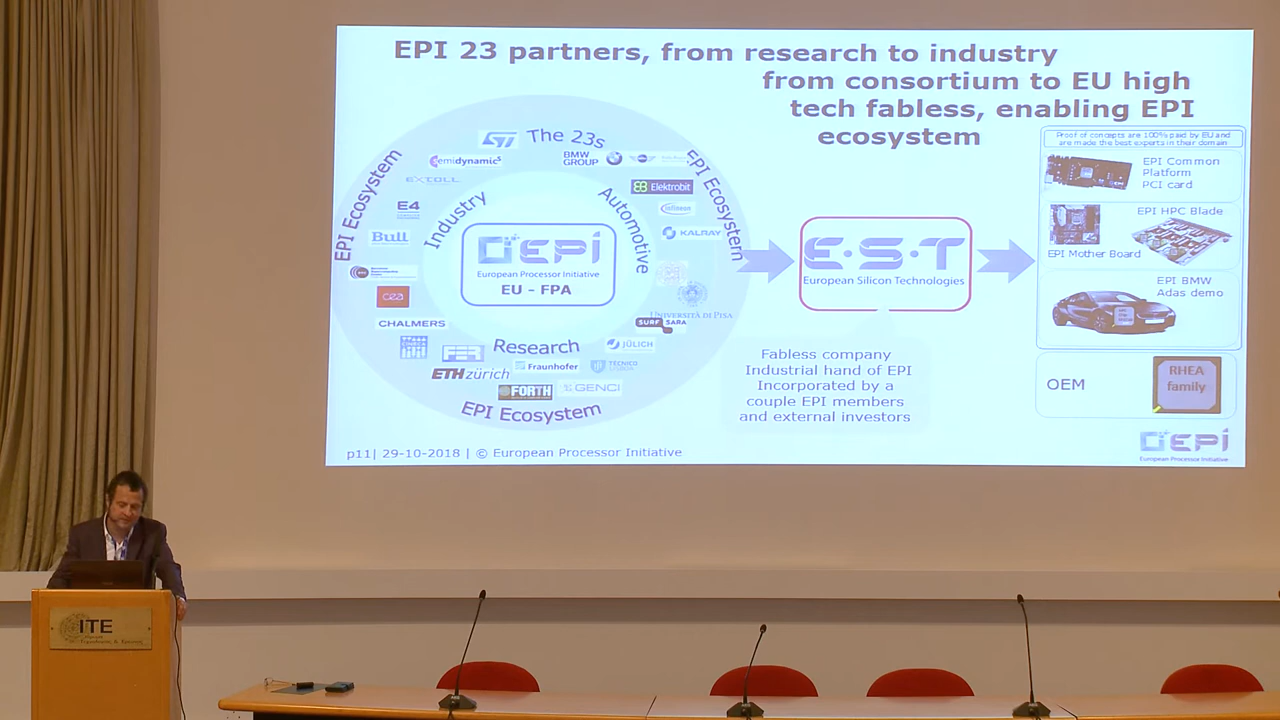 EPI 23 partners, from research to industry
from consortium to EU high
tech fabless, enabling EPI
ecosystem
The 23s
EPI Ecosystem
EPI Ecosystem
EPI Ecosystem
Industry
Automotive
Research
ST
semidynamics
EXTOLL
E4
Bull
cea
CHALMERS
FER
ETH zürich
Fraunhofer
FORTH
GENCI
TÉCNICO
LISBOA
JÜLICH
SURF SARA
UNIVERSITÀ DI PISA
KALRAY
infineon
Elektrobit
BMW
GROUP
EPI
European Processor Initiative
EU - FPA
E·S·T
European Silicon Technologies
Fabless company
Industrial hand of EPI
Incorporated by a
couple EPI members
and external investors
Proof of concepts are 100% paid by EU and
are made the best experts in their domain
EPI Common
Platform
PCI card
EPI HPC Blade
EPI Mother Board
EPI BMW
Adas demo
OEM
RHEA
family
p11| 29-10-2018 | © European Processor Initiative
EPI
European Processor Initiative
ITE